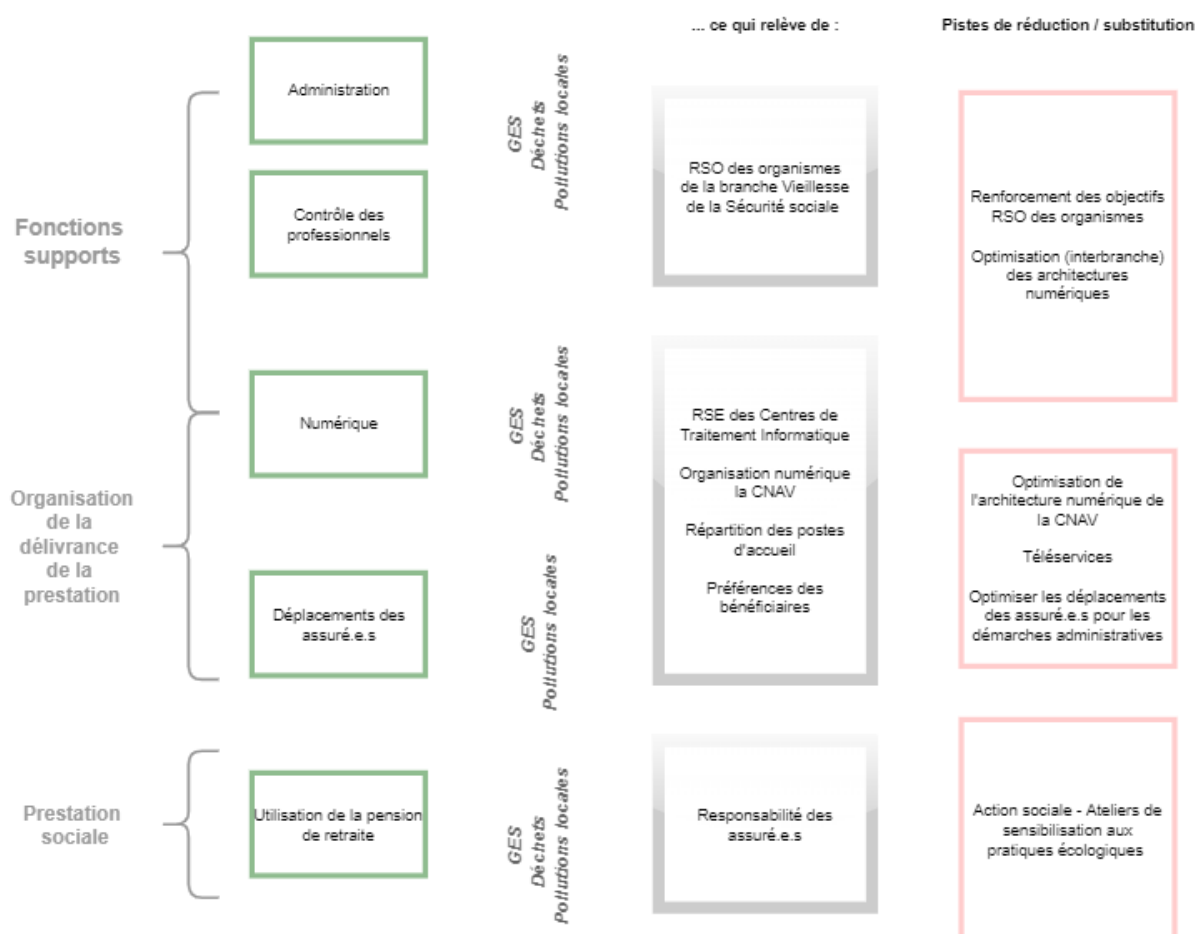 ... ce qui relève de :
Pistes de réduction / substitution
Fonctions
supports
Administration
Contrôle des
professionnels
GES
Déchets
Pollutions locales
RSO des organismes
de la branche Vieillesse
de la Sécurité sociale
Renforcement des objectifs
RSO des organismes
Optimisation (interbranche)
des architectures
numériques
Organisation
de la
délivrance
de la
prestation
Numérique
GES
Déchets
Pollutions locales
Déplacements des
assuré.e.s
GES
Pollutions locales
RSE des Centres de
Traitement Informatique
Organisation numérique
la CNAV
Répartition des postes
d'accueil
Préférences des
bénéficiaires
Optimisation de
l'architecture numérique de
la CNAV
Téléservices
Optimiser les déplacements
des assuré.e.s pour les
démarches administratives
Prestation
sociale
Utilisation de la pension
de retraite
GES
Déchets
Pollutions locales
Responsabilité des
assuré.e.s
Action sociale - Ateliers de
sensibilisation aux
pratiques écologiques